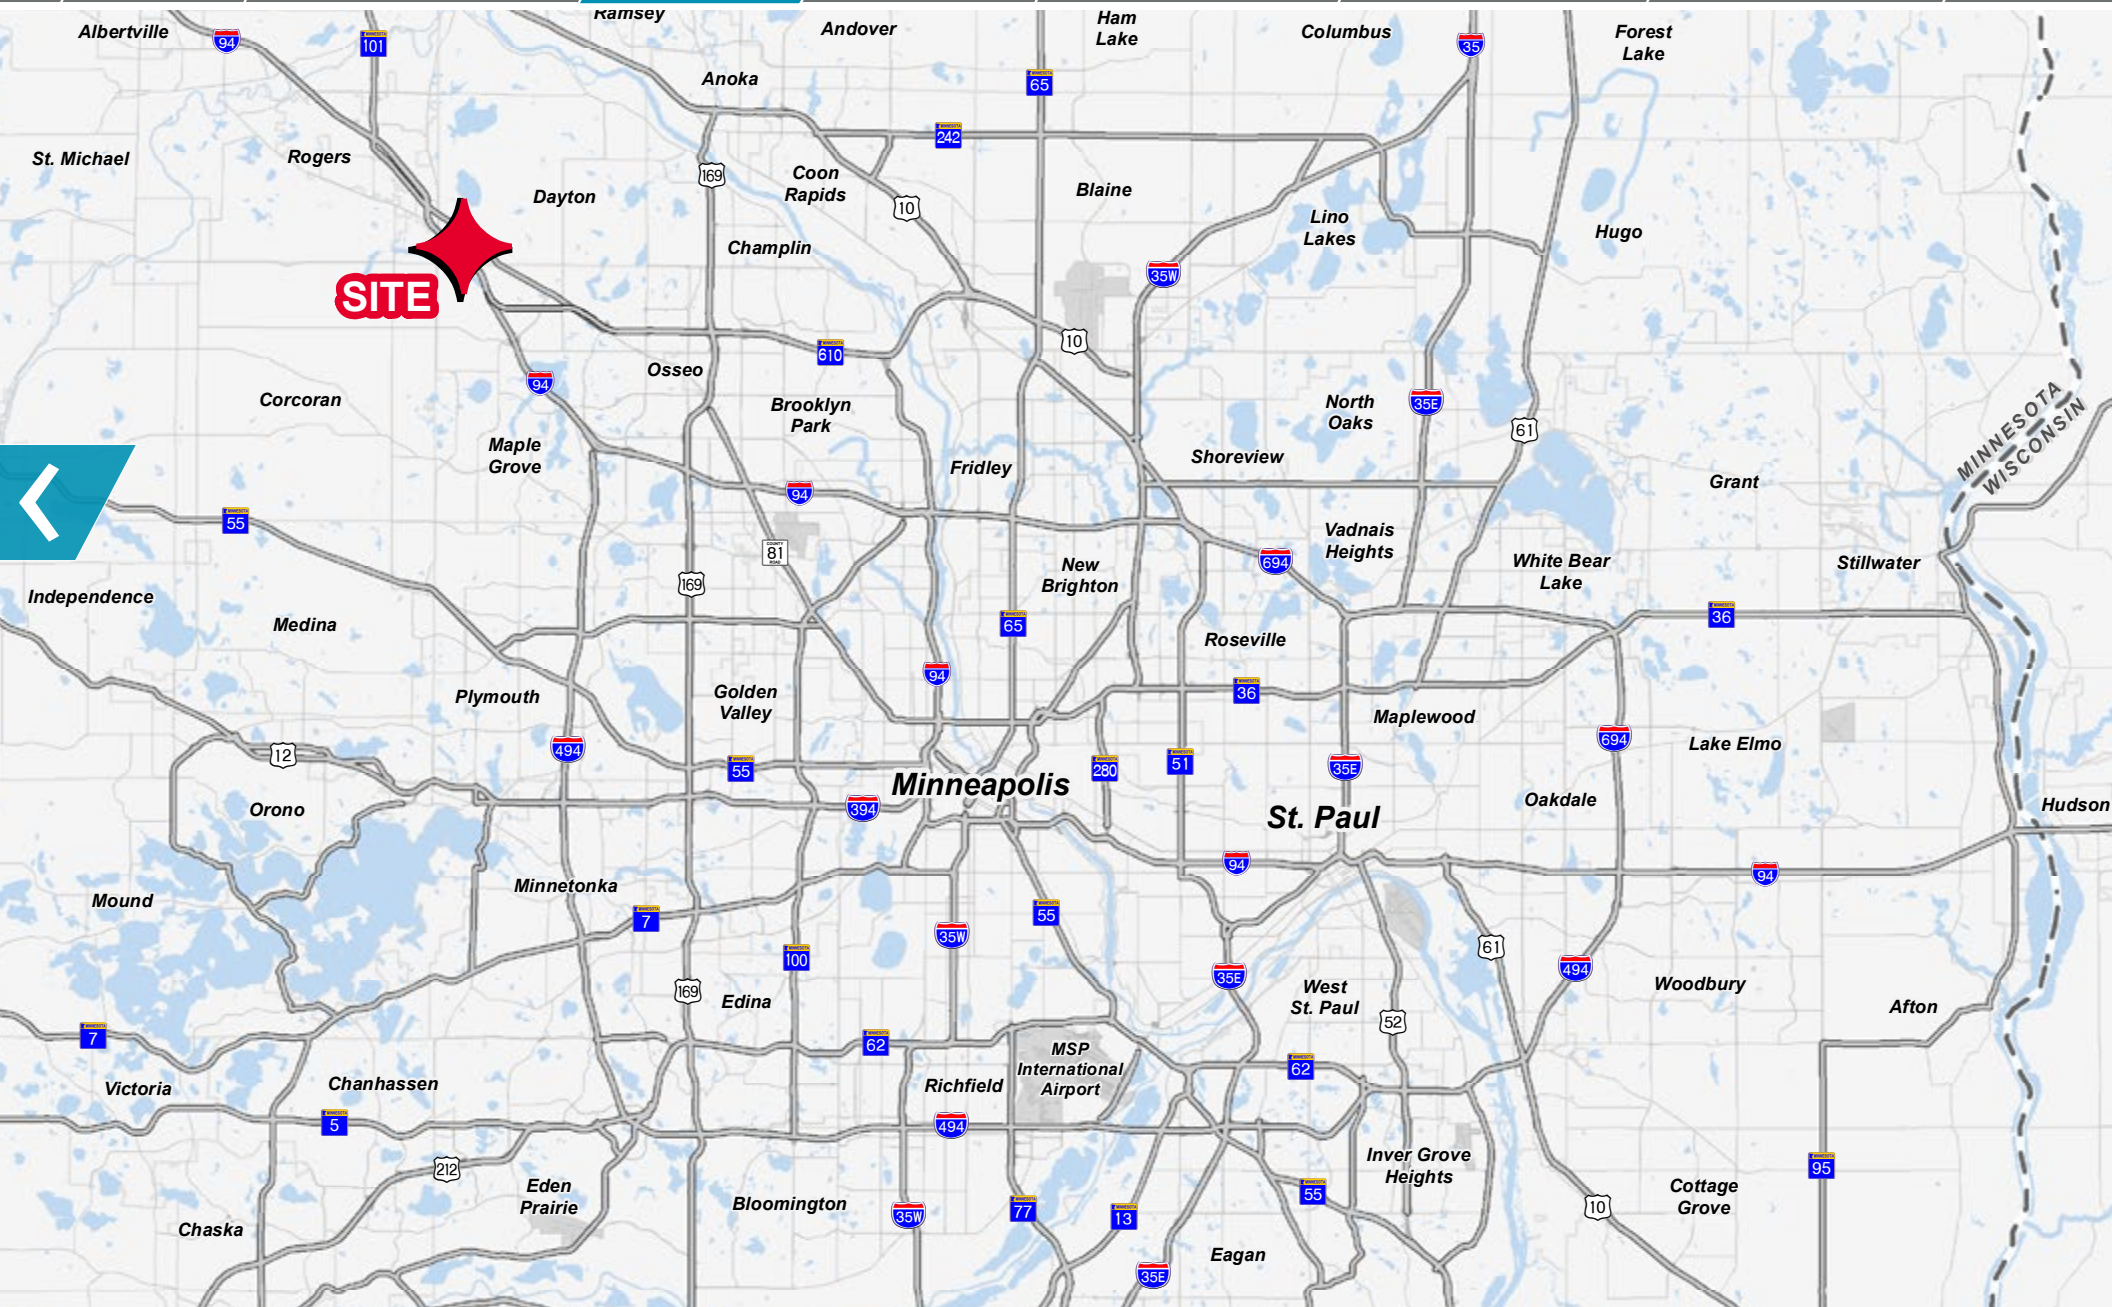 Ramsey
Albertville
94
101
Andover
Ham
Lake
Columbus
35
Forest
Lake
Anoka
65
242
St. Michael
Rogers
169
Dayton
Coon
Rapids
10
Blaine
Lino
Lakes
Hugo
Champlin
SITE
35W
10
610
Osseo
94
Corcoran
Brooklyn
Park
North
Oaks
35E
61
MINNESOTA
WISCONSIN
Maple
Grove
Fridley
Shoreview
Grant
94
55
COUNTY
81
ROAD
Vadnais
Heights
694
White Bear
Lake
Stillwater
New
Brighton
169
Independence
Medina
65
Roseville
36
94
Plymouth
Golden
Valley
36
Maplewood
494
12
55
280
51
35E
694
Lake Elmo
Minneapolis
394
Orono
St. Paul
Oakdale
Hudson
94
94
Mound
Minnetonka
7
55
35W
100
61
494
35E
169
Edina
West
St. Paul
52
Woodbury
Afton
7
62
MSP
International
Airport
62
Victoria
Chanhassen
Richfield
5
494
212
Inver Grove
Heights
95
Eden
Prairie
Bloomington
35W
77
13
55
10
Cottage
Grove
Chaska
Eagan
35E